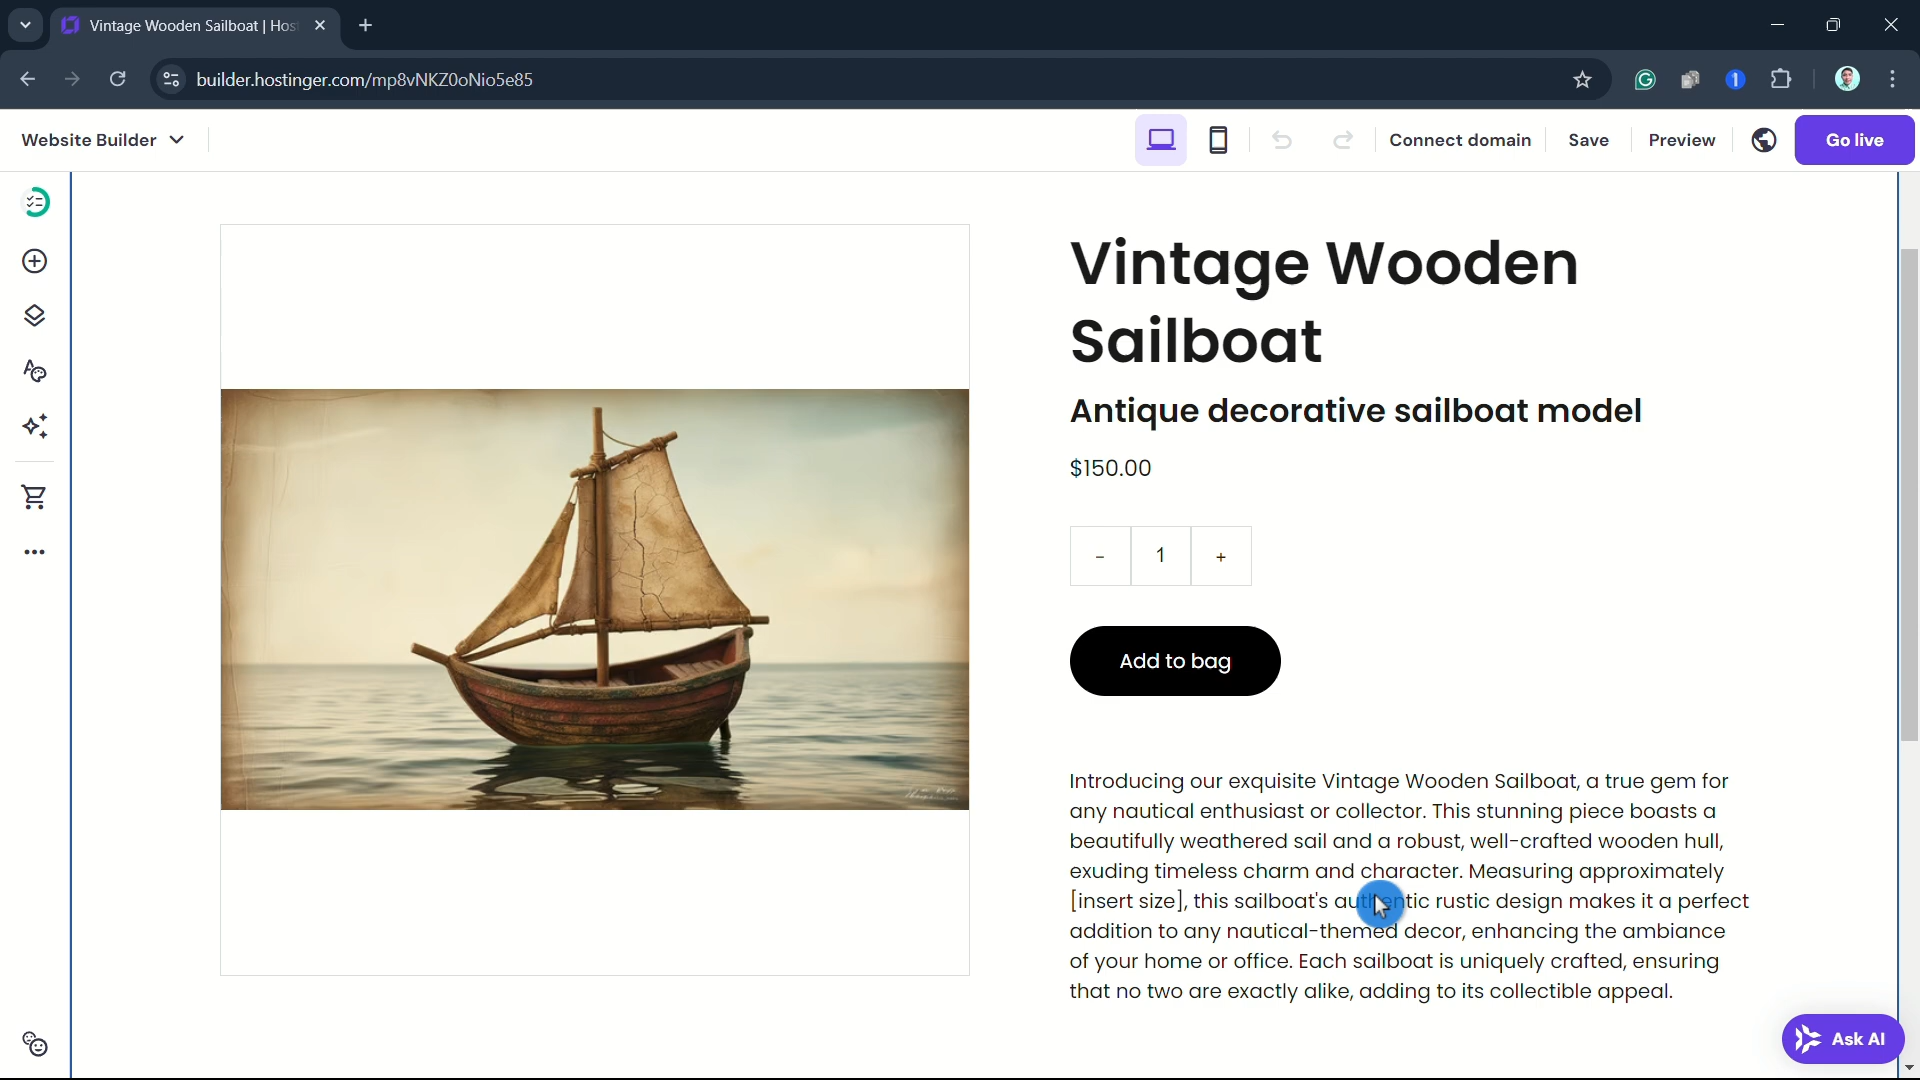 Vintage Wooden Sailboat | Hos
builder.hostinger.com/mp8vNKZ0oNio5e85
Website Builder
Connect domain
Save
Preview
Go live
Vintage Wooden
Sailboat
Antique decorative sailboat model
$150.00
- 1 +
Add to bag
Introducing our exquisite Vintage Wooden Sailboat, a true gem for
any nautical enthusiast or collector. This stunning piece boasts a
beautifully weathered sail and a robust, well-crafted wooden hull,
exuding timeless charm and character. Measuring approximately
[insert size], this sailboat's authentic rustic design makes it a perfect
addition to any nautical-themed decor, enhancing the ambiance
of your home or office. Each sailboat is uniquely crafted, ensuring
that no two are exactly alike, adding to its collectible appeal.
Ask AI